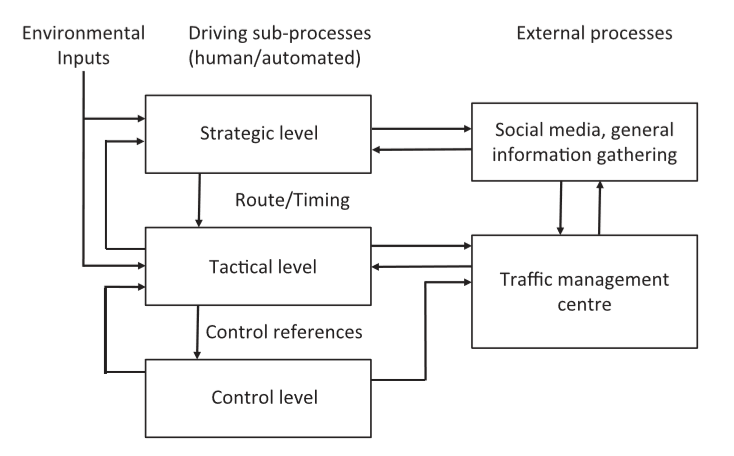 Environmental
Inputs
Driving sub-processes
(human/automated)
External processes
Strategic level
Social media, general
information gathering
Route/Timing
Tactical level
Traffic management
centre
Control references
Control level